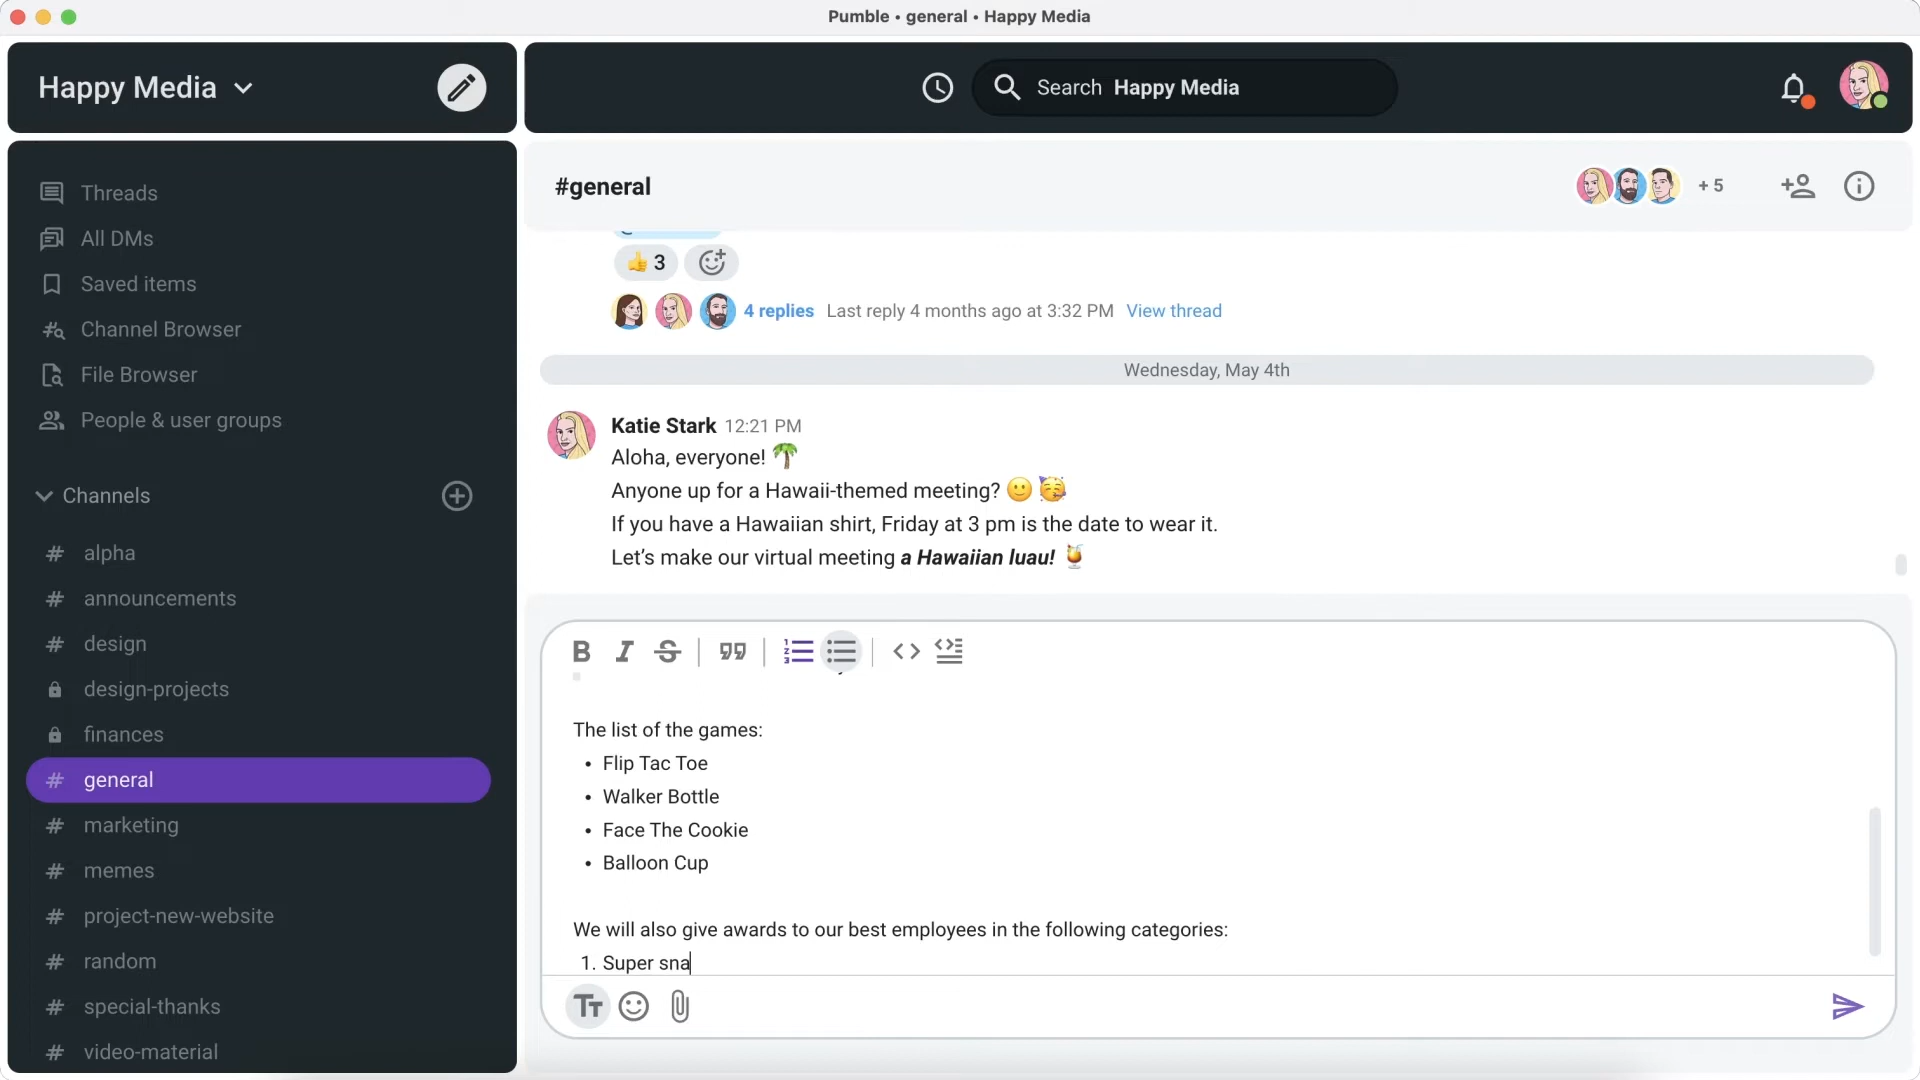 Pumble • general • Happy Media
Happy Media
Search Happy Media
Threads
All DMs
Saved items
Channel Browser
File Browser
People & user groups
Channels
# alpha
# announcements
# design
design-projects
finances
# general
# marketing
# memes
# project-new-website
# random
# special-thanks
# video-material
#general
+ 5
👍 3
4 replies Last reply 4 months ago at 3:32 PM View thread
Wednesday, May 4th
Katie Stark 12:21 PM
Aloha, everyone! 🌴
Anyone up for a Hawaii-themed meeting? 🙂 🥳
If you have a Hawaiian shirt, Friday at 3 pm is the date to wear it.
Let’s make our virtual meeting a Hawaiian luau! 🍹
The list of the games:
• Flip Tac Toe
• Walker Bottle
• Face The Cookie
• Balloon Cup
We will also give awards to our best employees in the following categories:
1. Super sna